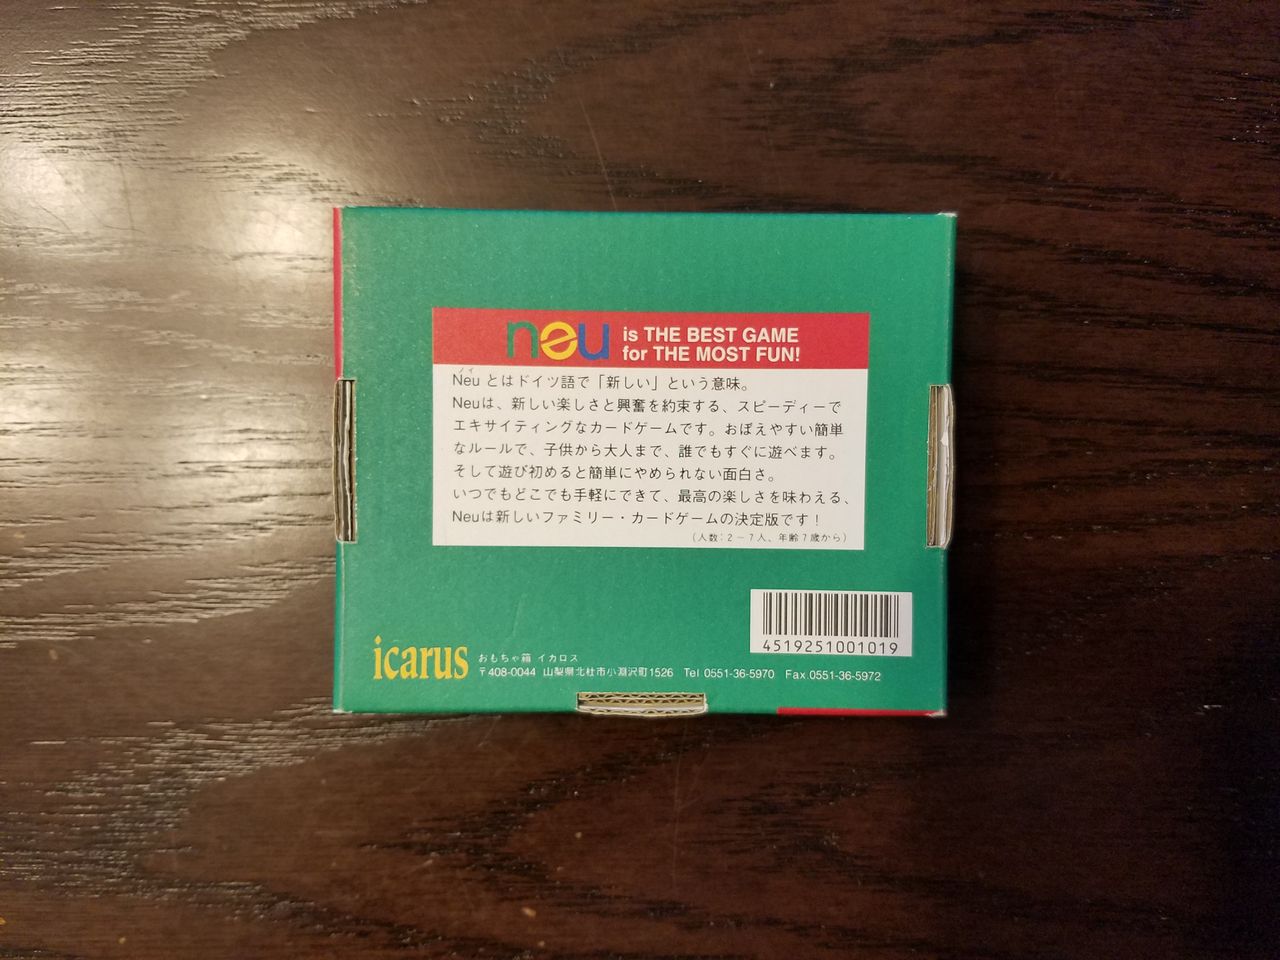 neu is THE BEST GAME
for THE MOST FUN!
ノイ
Neu とはドイツ語で「新しい」という意味。
Neuは、新しい楽しさと興奮を約束する、スピーディーで
エキサイティングなカードゲームです。おぼえやすい簡単
なルールで、子供から大人まで、誰でもすぐに遊べます。
そして遊び初めると簡単にやめられない面白さ。
いつでもどこでも手軽にできて、最高の楽しさを味わえる、
Neuは新しいファミリー・カードゲームの決定版です！
（人数：2－7人、年齢7歳から）
4519251001019
icarus おもちゃ箱 イカロス
〒408-0044 山梨県北杜市小淵沢町1526 Tel 0551-36-5970 Fax 0551-36-5972